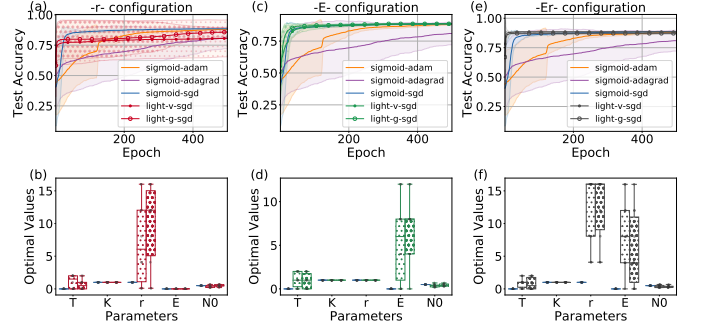 (a) -r- configuration
Test Accuracy
1.00
0.75
0.50
0.25
sigmoid-adam
sigmoid-adagrad
sigmoid-sgd
light-v-sgd
light-g-sgd
200 400
Epoch
(c) -E- configuration
Test Accuracy
1.00
0.75
0.50
0.25
sigmoid-adam
sigmoid-adagrad
sigmoid-sgd
light-v-sgd
light-g-sgd
200 400
Epoch
(e) -Er- configuration
Test Accuracy
1.00
0.75
0.50
0.25
sigmoid-adam
sigmoid-adagrad
sigmoid-sgd
light-v-sgd
light-g-sgd
200 400
Epoch
(b)
Optimal Values
15
10
5
0
T K r E N0
Parameters
(d)
Optimal Values
10
5
0
T K r E N0
Parameters
(f)
Optimal Values
15
10
5
0
T K r E N0
Parameters